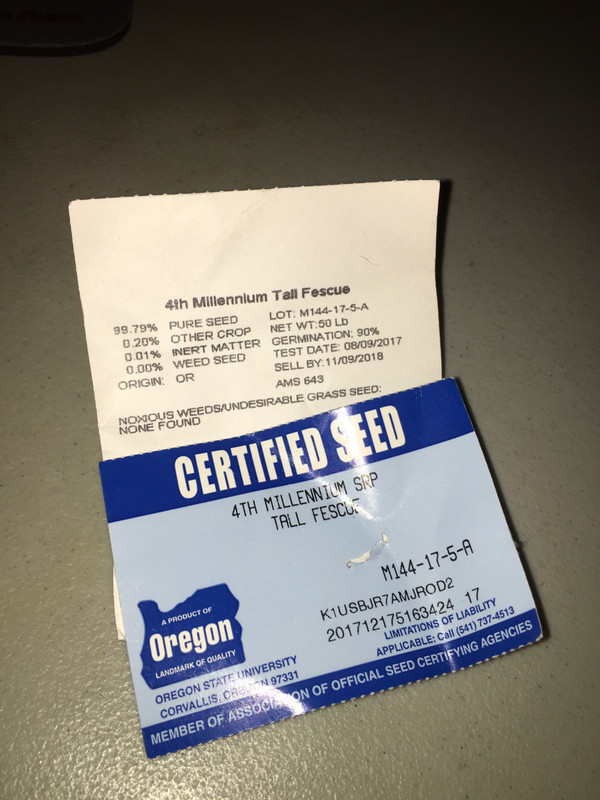 4th Millennium Tall Fescue
99.79% PURE SEED LOT: M144-17-5-A
0.20% OTHER CROP NET WT:50 Lb
0.01% INERT MATTER GERMINATION: 90%
0.00% WEED SEED TEST DATE: 08/09/2017
ORIGIN: OR SELL BY:11/09/2018
AMS 643
NOXIOUS WEEDS/UNDESIRABLE GRASS SEED:
NONE FOUND
CERTIFIED SEED
4TH MILLENNIUM SRP
TALL FESCUE
M144-17-5-A
K1USBJR7AMJROD2
201712175163424 17
A PRODUCT OF
Oregon
LANDMARK OF QUALITY
LIMITATIONS OF LIABILITY
APPLICABLE: Call (541) 737-4513
OREGON STATE UNIVERSITY
CORVALLIS, OREGON 97331
MEMBER OF ASSOCIATION OF OFFICIAL SEED CERTIFYING AGENCIES